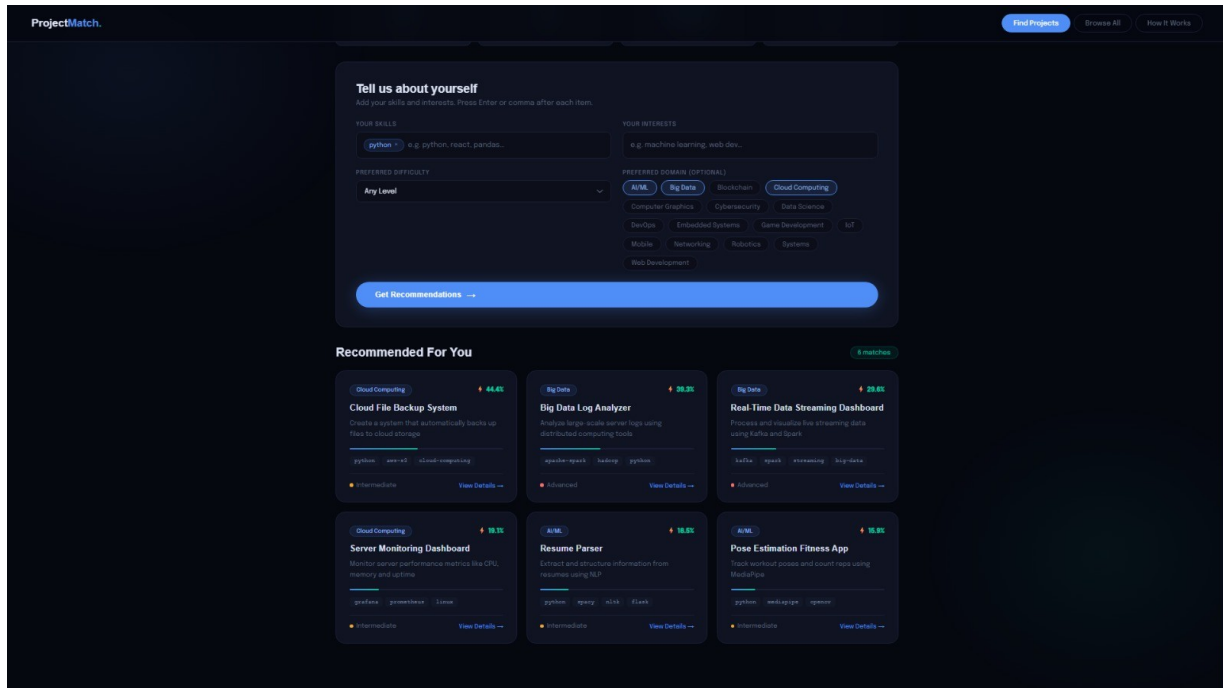 ProjectMatch.
Find Projects Browse All How It Works
Tell us about yourself
Add your skills and interests. Press Enter or comma after each item.
YOUR SKILLS
python × e.g. python, react, pandas...
YOUR INTERESTS
e.g. machine learning, web dev...
PREFERRED DIFFICULTY
Any Level
PREFERRED DOMAIN (OPTIONAL)
AI/ML Big Data Blockchain Cloud Computing
Computer Graphics Cybersecurity Data Science
DevOps Embedded Systems Game Development IoT
Mobile Networking Robotics Systems
Web Development
Get Recommendations →
Recommended For You
6 matches
Cloud Computing 44.4%
Cloud File Backup System
Create a system that automatically backs up
files to cloud storage
python aws-s3 cloud-computing
Intermediate View Details →
Big Data 39.3%
Big Data Log Analyzer
Analyze large-scale server logs using
distributed computing tools
apache-spark hadoop python
Advanced View Details →
Big Data 29.6%
Real-Time Data Streaming Dashboard
Process and visualize live streaming data
using Kafka and Spark
kafka spark streaming big-data
Advanced View Details →
Cloud Computing 19.1%
Server Monitoring Dashboard
Monitor server performance metrics like CPU,
memory and uptime
grafana prometheus linux
Intermediate View Details →
AI/ML
Resume Parser
Extract and structure information from
resumes using NLP
python spacy nltk flask
Intermediate View Details →
AI/ML
Pose Estimation Fitness App
Track workout poses and count reps using
MediaPipe
python mediapipe opencv
Intermediate View Details →